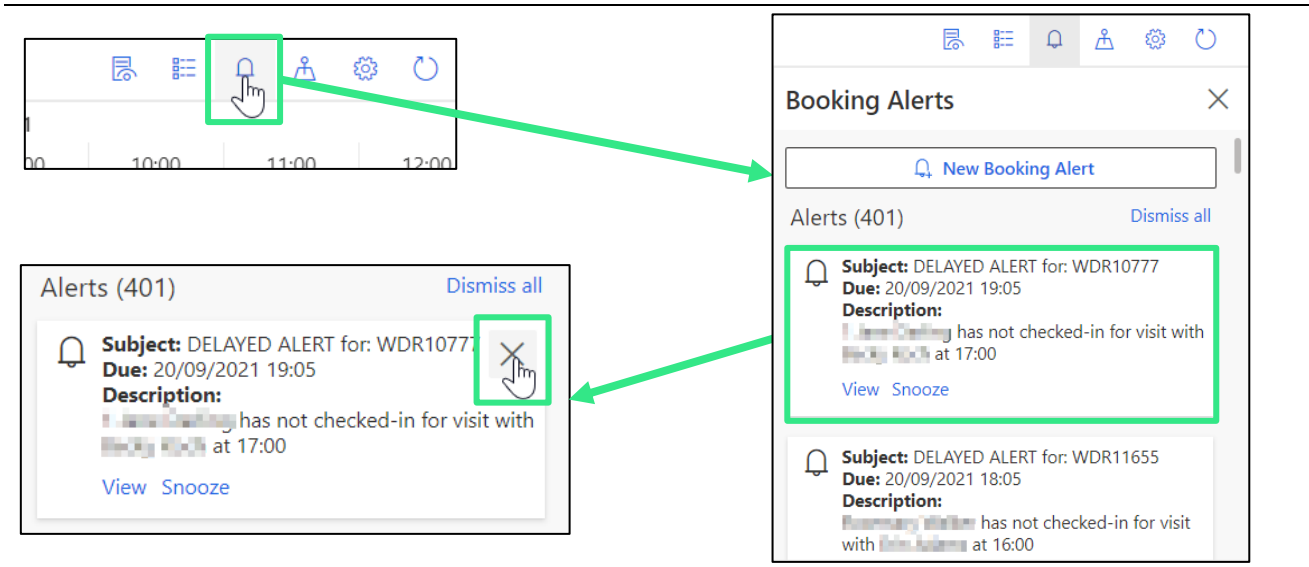 1
00 10:00 11:00 12:00
Booking Alerts
New Booking Alert
Alerts (401) Dismiss all
Subject: DELAYED ALERT for: WDR10777
Due: 20/09/2021 19:05
Description:
has not checked-in for visit with
at 17:00
View Snooze
Subject: DELAYED ALERT for: WDR11655
Due: 20/09/2021 18:05
Description:
has not checked-in for visit
with at 16:00
Alerts (401) Dismiss all
Subject: DELAYED ALERT for: WDR10777
Due: 20/09/2021 19:05
Description:
has not checked-in for visit with
at 17:00
View Snooze